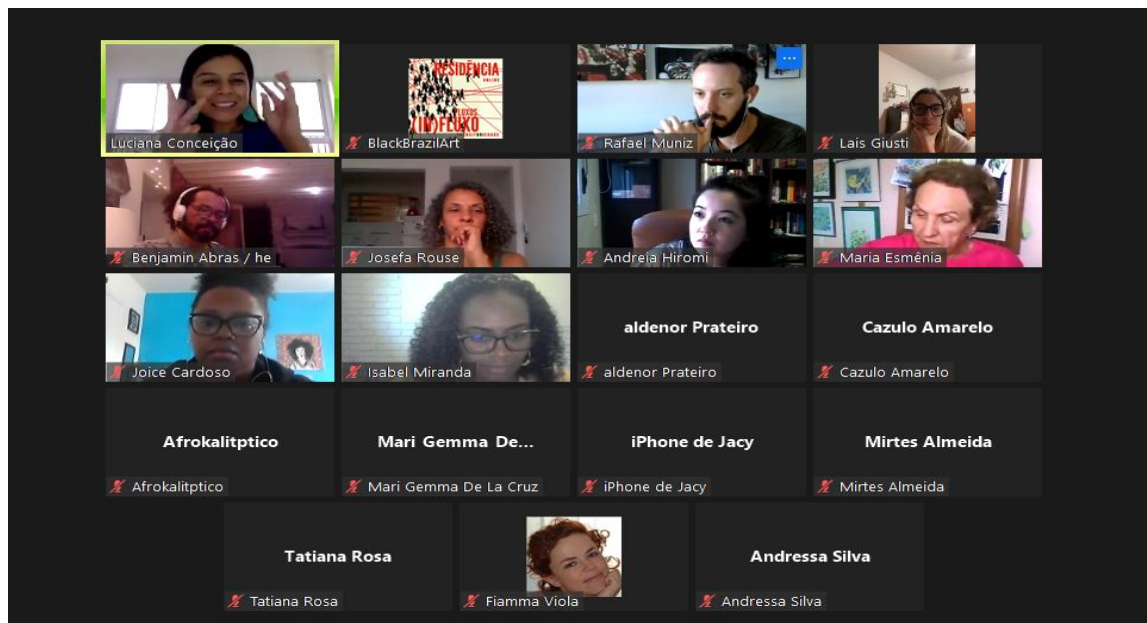 Luciana Conceição
RESIDÊNCIA
ONLINE
FLUXOS
(IN)FLUXO
BlackBrazilArt
Rafael Muniz
Lais Giusti
Benjamin Abras / he
Josefa Rouse
Andreia Hiromi
Maria Esmênia
Joice Cardoso
Isabel Miranda
aldenor Prateiro
aldenor Prateiro
Cazulo Amarelo
Cazulo Amarelo
Afrokalitptico
Afrokalitptico
Mari Gemma De...
Mari Gemma De La Cruz
iPhone de Jacy
iPhone de Jacy
Mirtes Almeida
Mirtes Almeida
Tatiana Rosa
Tatiana Rosa
Fiamma Viola
Andressa Silva
Andressa Silva